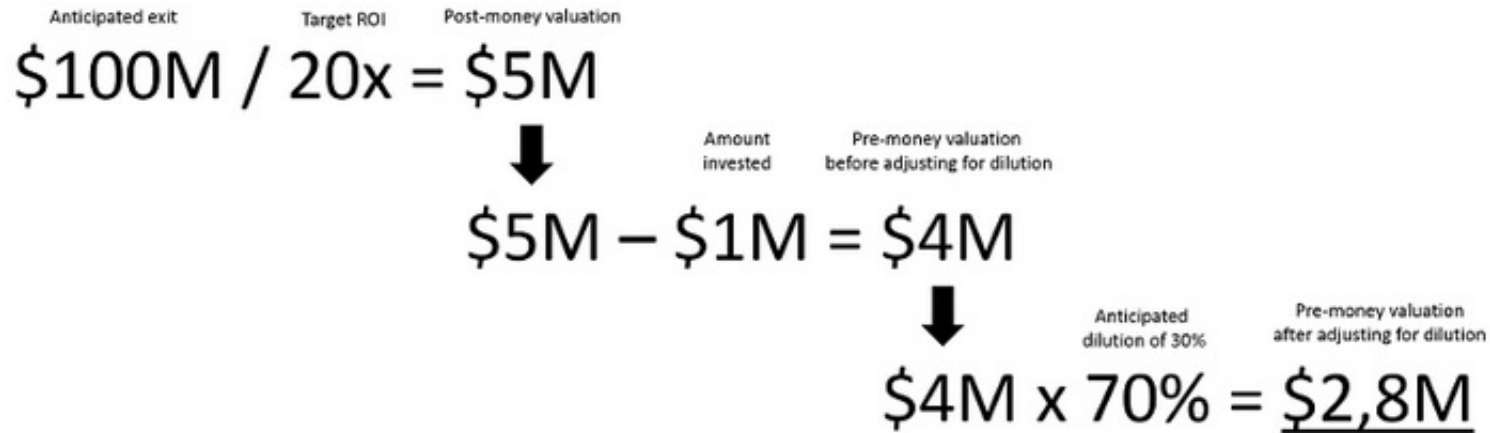 Anticipated exit Target ROI Post-money valuation
$100M / 20x = $5M
Amount Pre-money valuation
invested before adjusting for dilution
$5M – $1M = $4M
Anticipated Pre-money valuation
dilution of 30% after adjusting for dilution
$4M x 70% = $2,8M